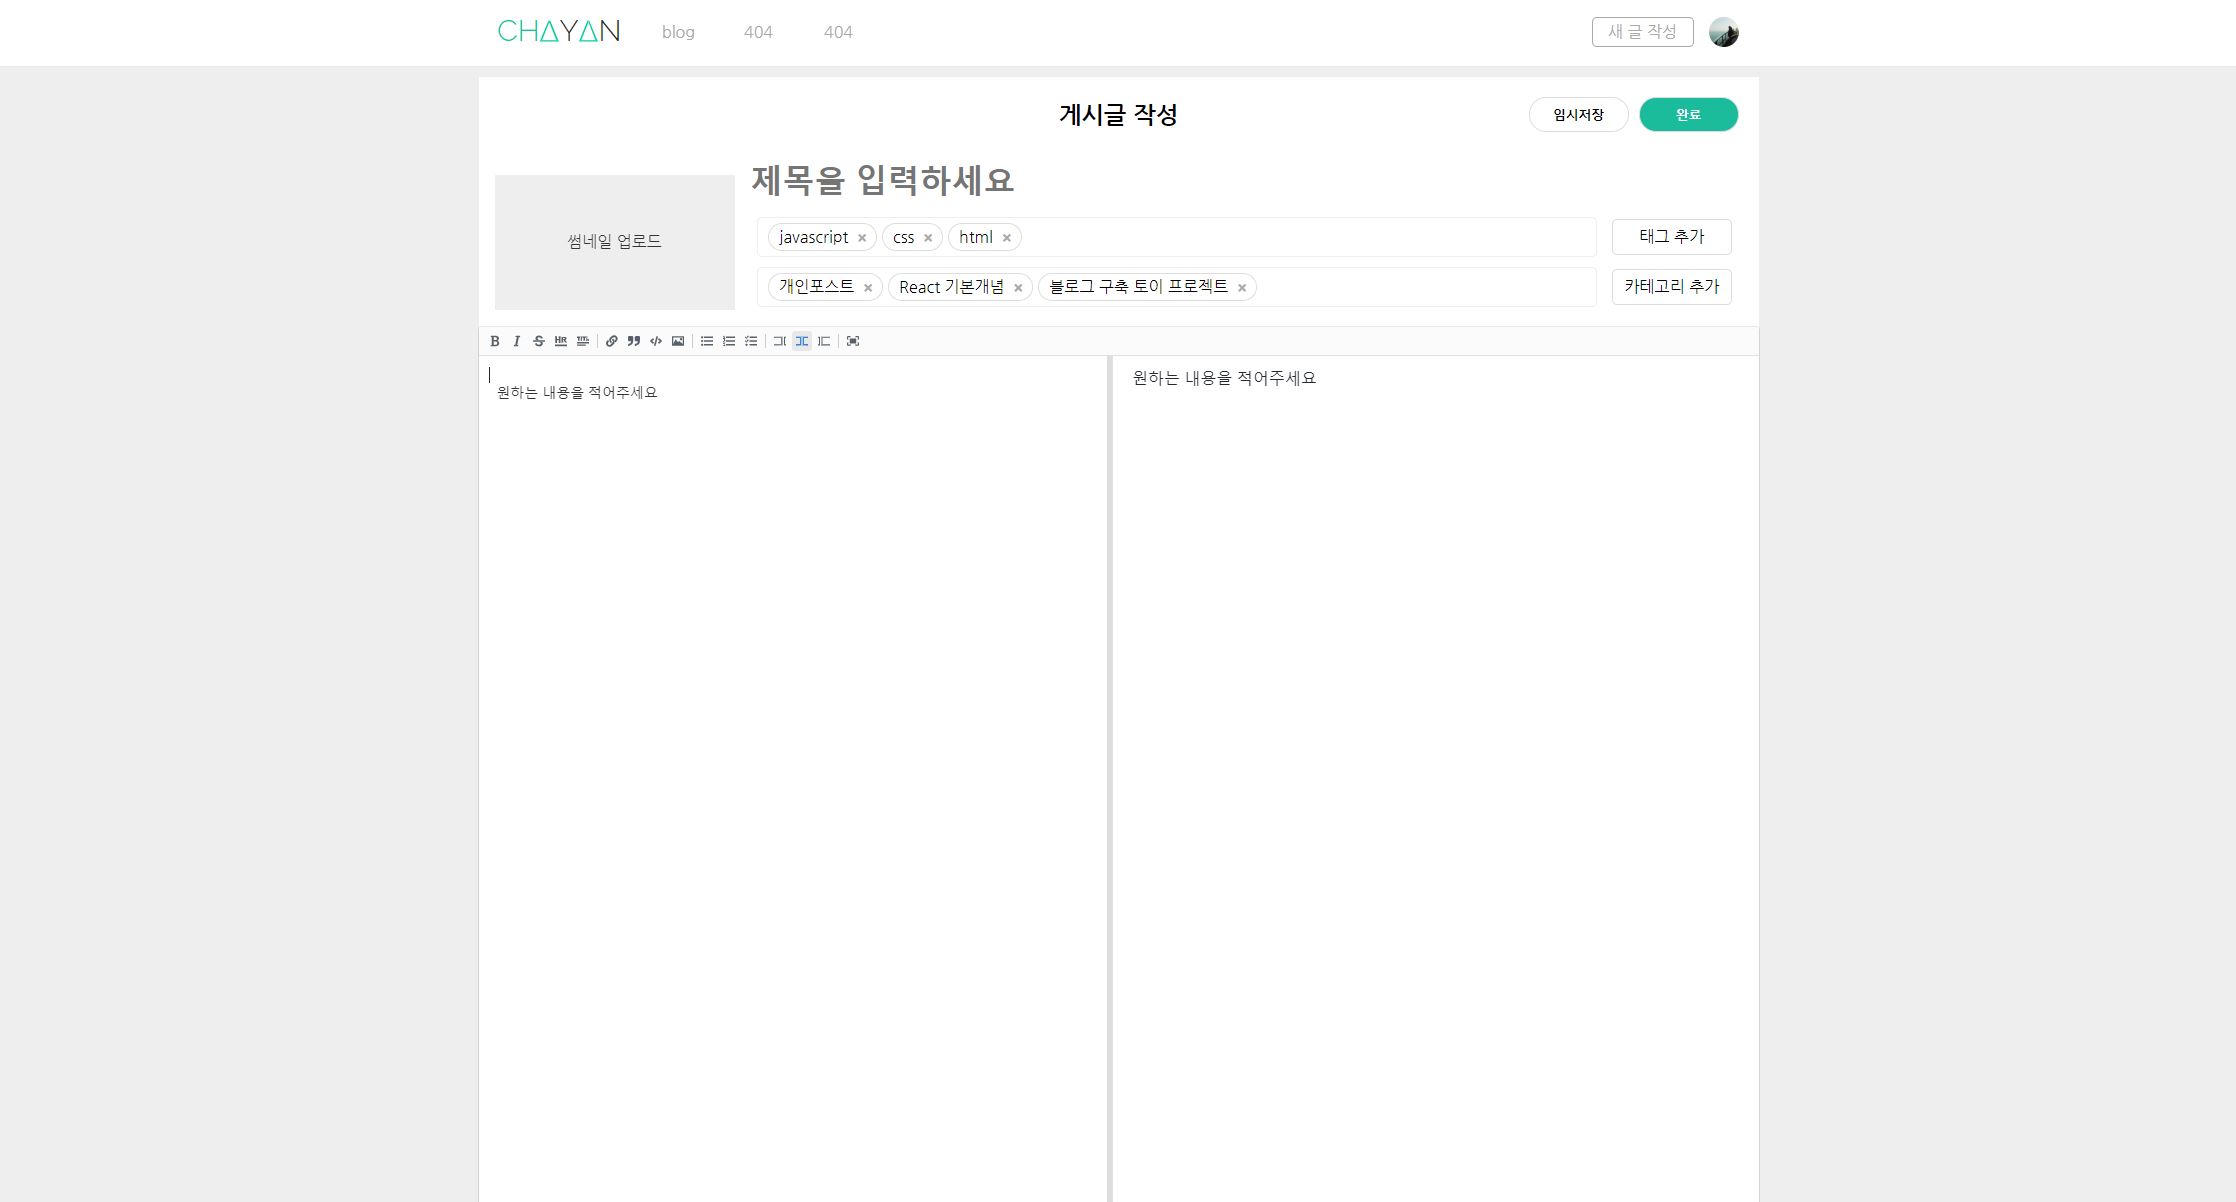 CHAYAN blog 404 404 새 글 작성
게시글 작성 임시저장 완료
제목을 입력하세요
썸네일 업로드
javascript × css × html × 태그 추가
개인포스트 × React 기본개념 × 블로그 구축 토이 프로젝트 × 카테고리 추가
B I S HR TITL
원하는 내용을 적어주세요
원하는 내용을 적어주세요